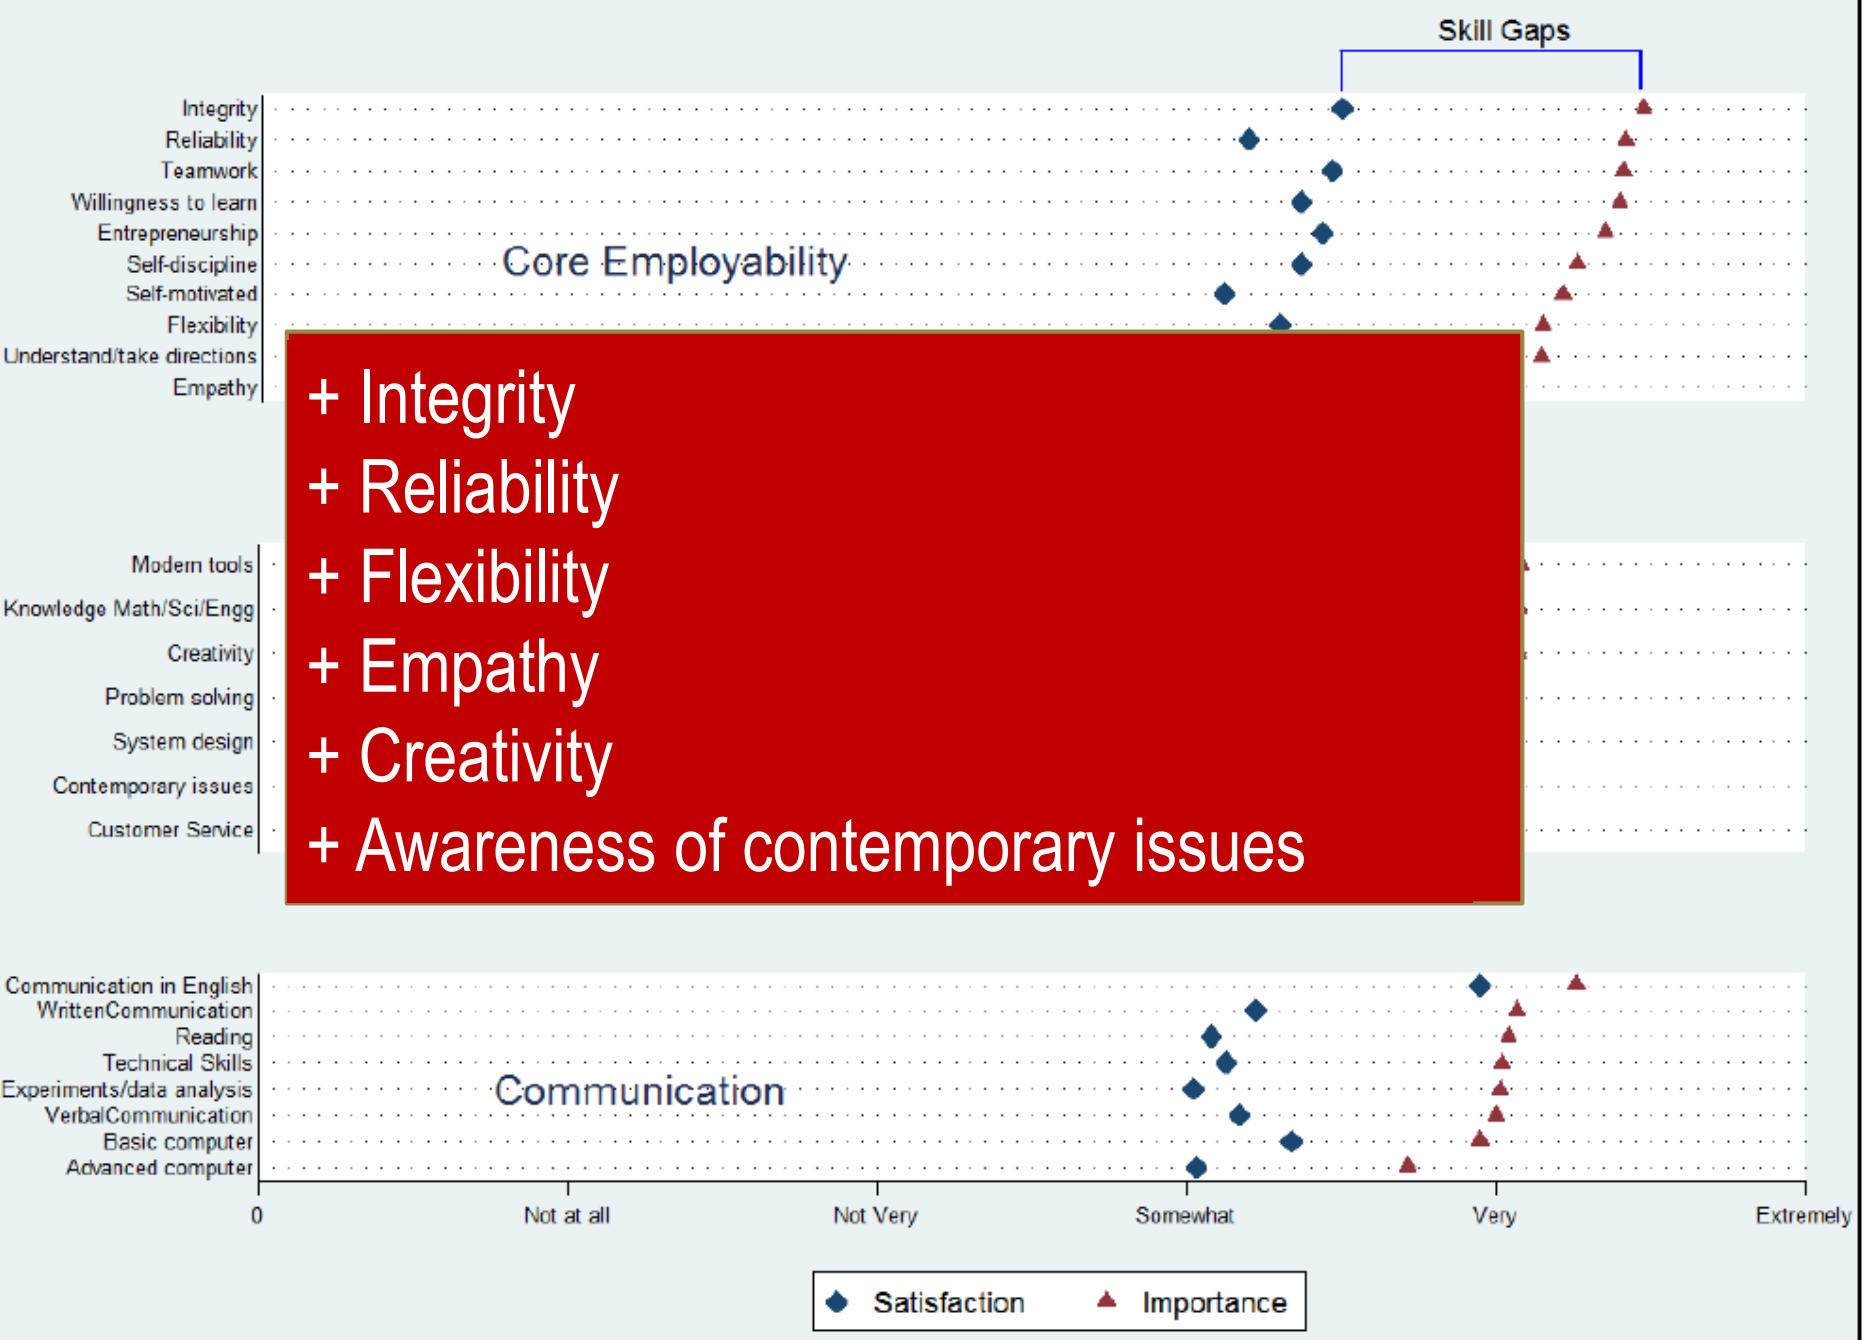 Skill Gaps
Integrity
Reliability
Teamwork
Willingness to learn
Entrepreneurship
Core Employability
Self-discipline
Self-motivated
Flexibility
Understand/take directions
Empathy
+ Integrity
+ Reliability
+ Flexibility
+ Empathy
+ Creativity
+ Awareness of contemporary issues
Modern tools
Knowledge Math/Sci/Engg
Creativity
Problem solving
System design
Contemporary issues
Customer Service
Communication in English
WrittenCommunication
Reading
Technical Skills
Experiments/data analysis
Communication
VerbalCommunication
Basic computer
Advanced computer
0 Not at all Not Very Somewhat Very Extremely
Satisfaction Importance